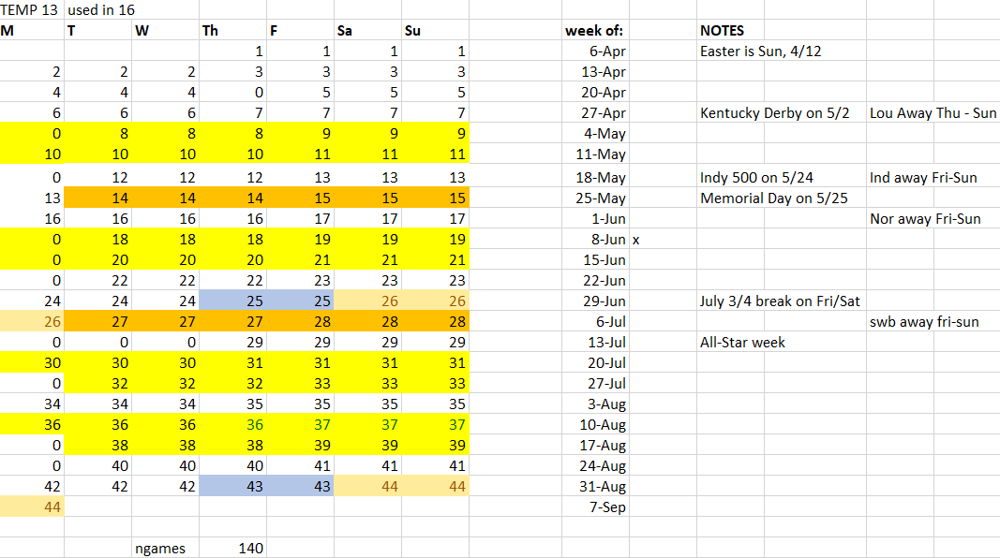 TEMP 13 used in 16
M T W Th F Sa Su week of: NOTES
1 1 1 1 6-Apr Easter is Sun, 4/12
2 2 2 3 3 3 3 13-Apr
4 4 4 0 5 5 5 20-Apr
6 6 6 7 7 7 7 27-Apr Kentucky Derby on 5/2 Lou Away Thu - Sun
0 8 8 8 9 9 9 4-May
10 10 10 10 11 11 11 11-May
0 12 12 12 13 13 13 18-May Indy 500 on 5/24 Ind away Fri-Sun
13 14 14 14 15 15 15 25-May Memorial Day on 5/25
16 16 16 16 17 17 17 1-Jun Nor away Fri-Sun
0 18 18 18 19 19 19 8-Jun x
0 20 20 20 21 21 21 15-Jun
0 22 22 22 23 23 23 22-Jun
24 24 24 25 25 26 26 29-Jun July 3/4 break on Fri/Sat
26 27 27 27 28 28 28 6-Jul swb away fri-sun
0 0 0 29 29 29 29 13-Jul All-Star week
30 30 30 31 31 31 31 20-Jul
0 32 32 32 33 33 33 27-Jul
34 34 34 35 35 35 35 3-Aug
36 36 36 36 37 37 37 10-Aug
0 38 38 38 39 39 39 17-Aug
0 40 40 40 41 41 41 24-Aug
42 42 42 43 43 44 44 31-Aug
44 7-Sep
ngames 140